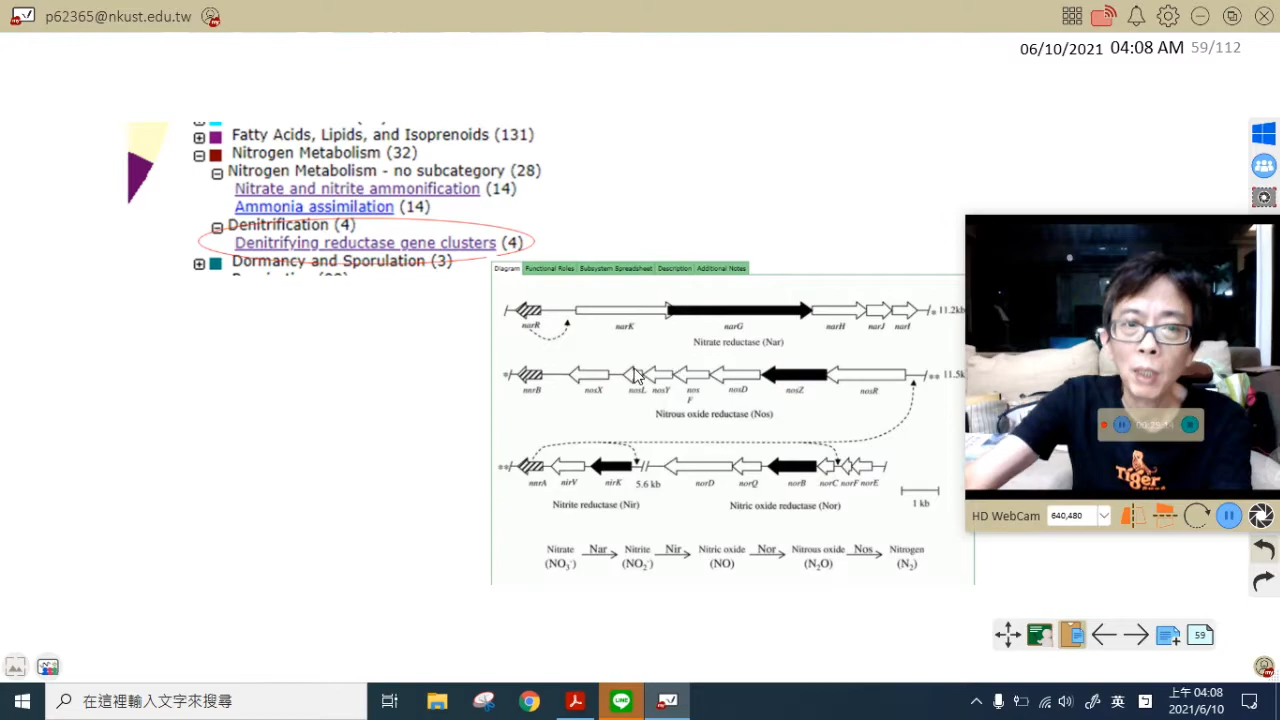 p62365@nkust.edu.tw
06/10/2021 04:08 AM 59/112
Fatty Acids, Lipids, and Isoprenoids (131)
Nitrogen Metabolism (32)
Nitrogen Metabolism - no subcategory (28)
Nitrate and nitrite ammonification (14)
Ammonia assimilation (14)
Denitrification (4)
Denitrifying reductase gene clusters (4)
Dormancy and Sporulation (3)
Diagram Functional Roles Subsystem Spreadsheet Description Additional Notes
* 11.2kb
narR narK narG narH narJ narI
Nitrate reductase (Nar)
* ** 11.5k
nnrB nosX nosL nosY nos F nosD nosZ nosR
Nitrous oxide reductase (Nos)
**
nnrA nirV nirK 5.6 kb norD norQ norB norC norF norE
Nitrite reductase (Nir) Nitric oxide reductase (Nor) 1 kb
Nitrate Nar Nitrite Nir Nitric oxide Nor Nitrous oxide Nos Nitrogen
(NO3-) (NO2-) (NO) (N2O) (N2)
Tiger
HD WebCam 640,480
59
在這裡輸入文字來搜尋
LINE
英
上午 04:08
2021/6/10